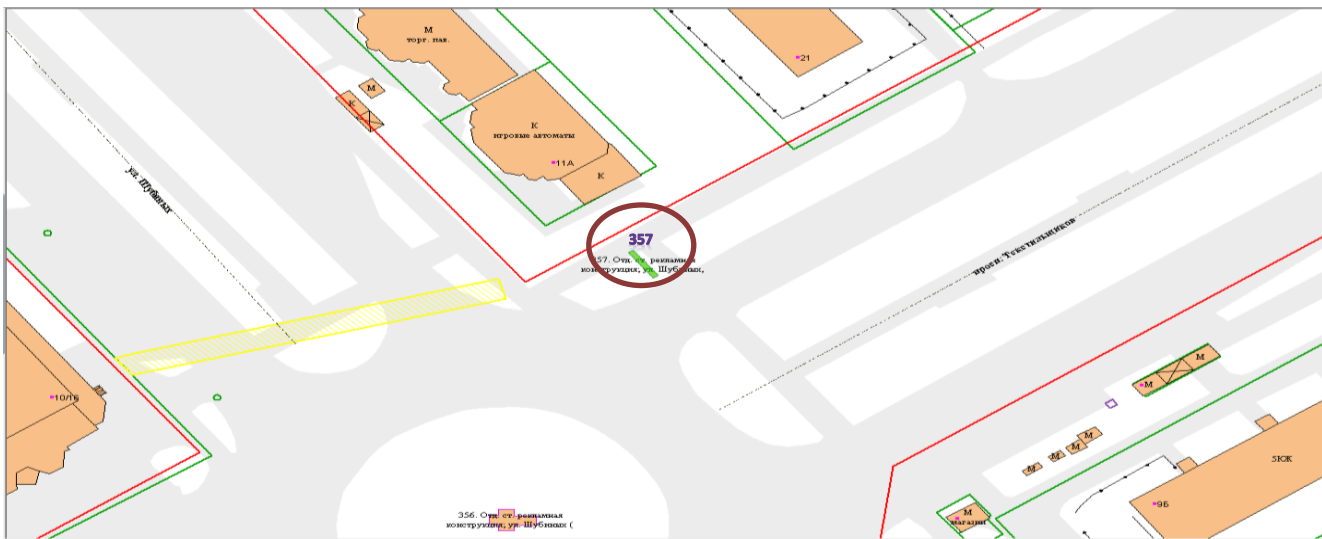 М
торг. пав.
21
М
К
К
игровые автоматы
11А
К
ул. Шубиных
357
357. Отд. ст. рекламная
конструкция, ул. Шубиных,
просп. Текстильщиков
М
М
10/16
М
М
М
М
5КЖ
9Б
М
магазин
356. Отд. ст. рекламная
конструкция, ул. Шубиных (